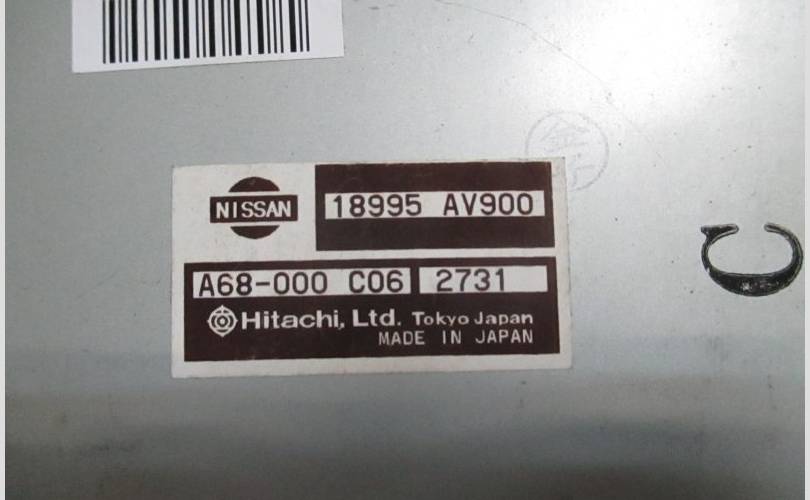 NISSAN
18995 AV900
A68-000 C06 2731
Hitachi, Ltd. Tokyo Japan
MADE IN JAPAN
C